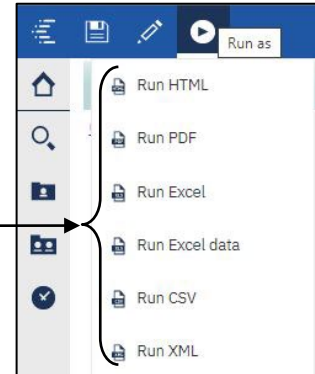 Run as
Run HTML
Run PDF
Run Excel
Run Excel data
Run CSV
Run XML